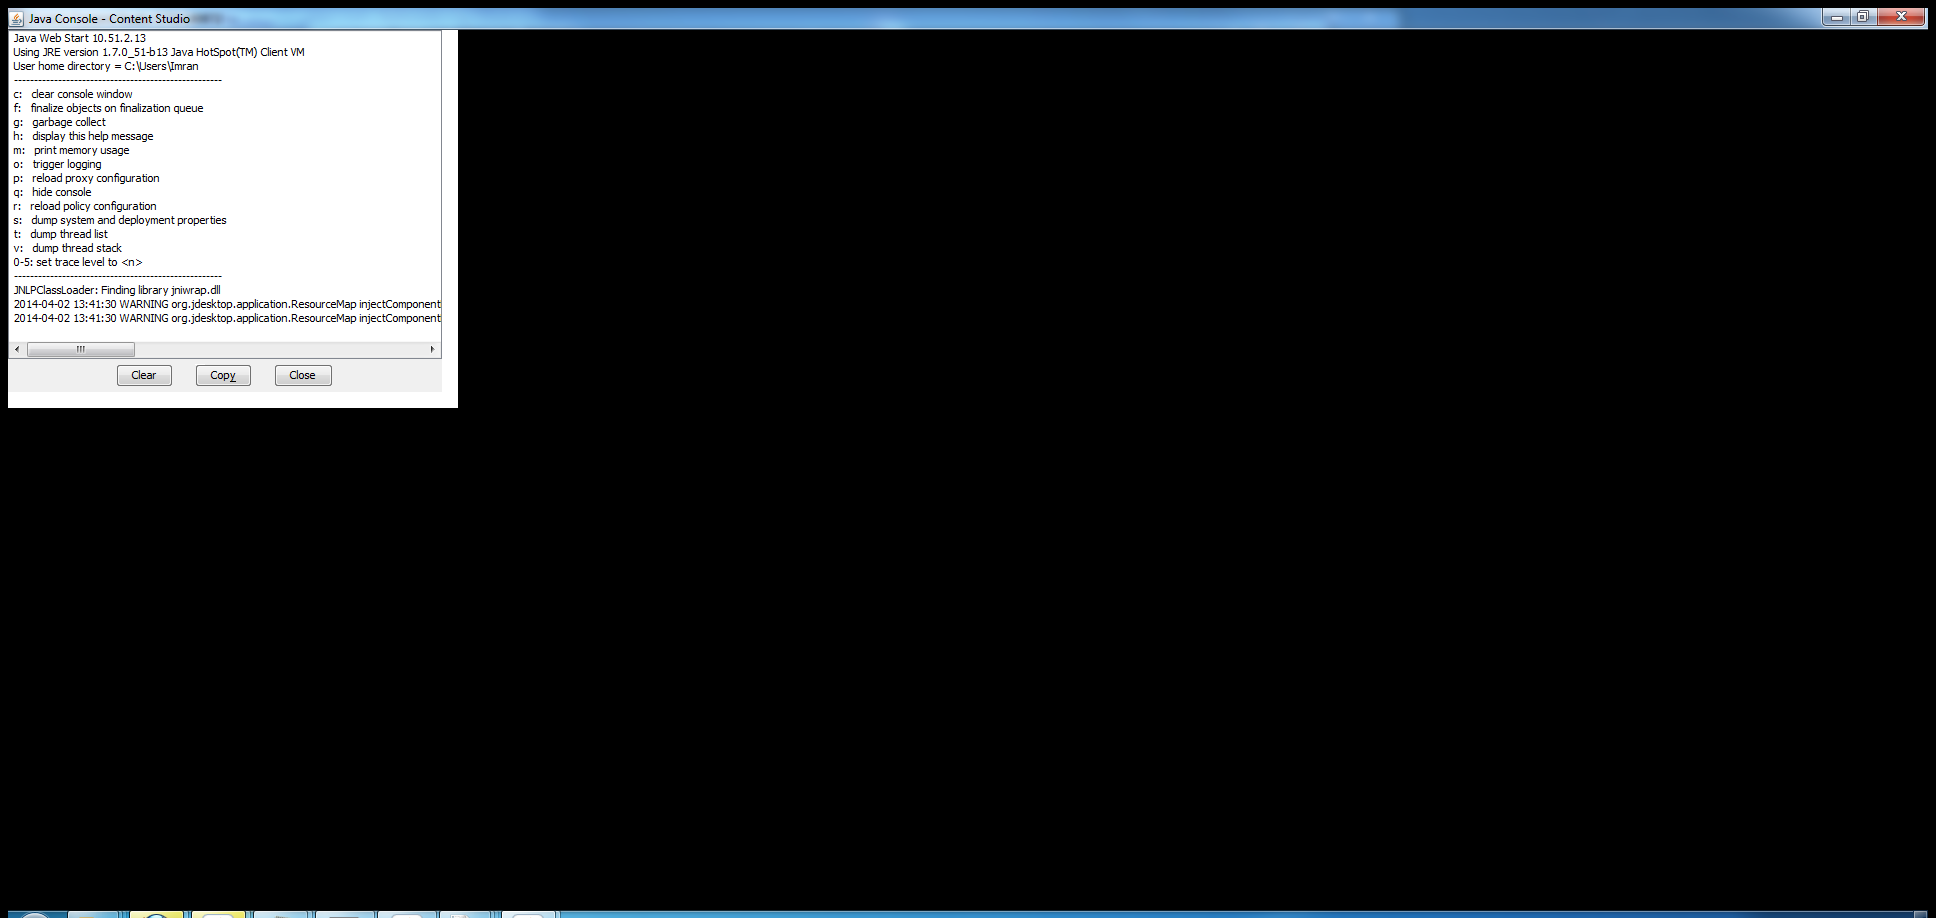 Java Console - Content Studio
Java Web Start 10.51.2.13
Using JRE version 1.7.0_51-b13 Java HotSpot(TM) Client VM
User home directory = C:\Users\Imran
----------------------------------------------------
c:   clear console window
f:   finalize objects on finalization queue
g:   garbage collect
h:   display this help message
m:   print memory usage
o:   trigger logging
p:   reload proxy configuration
q:   hide console
r:   reload policy configuration
s:   dump system and deployment properties
t:   dump thread list
v:   dump thread stack
0-5: set trace level to <n>
----------------------------------------------------
JNLPClassLoader: Finding library jniwrap.dll
2014-04-02 13:41:30 WARNING org.jdesktop.application.ResourceMap injectComponent
2014-04-02 13:41:30 WARNING org.jdesktop.application.ResourceMap injectComponent
Clear Copy Close